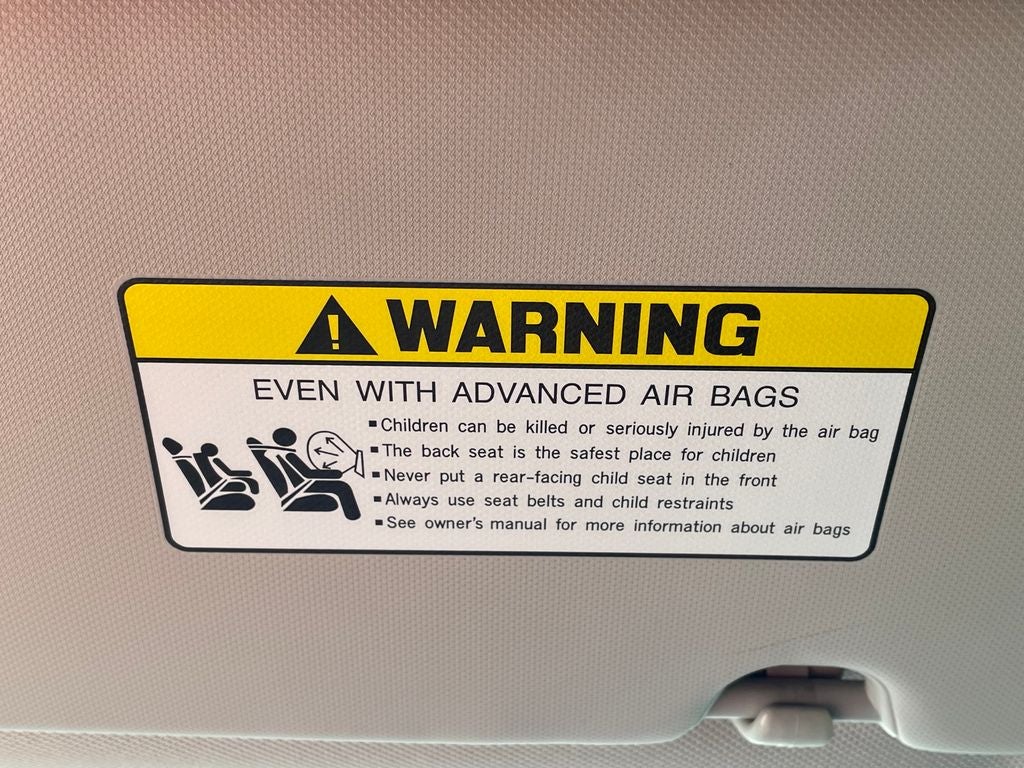 WARNING
EVEN WITH ADVANCED AIR BAGS
▪Children can be killed or seriously injured by the air bag
▪The back seat is the safest place for children
▪Never put a rear-facing child seat in the front
▪Always use seat belts and child restraints
▪See owner's manual for more information about air bags